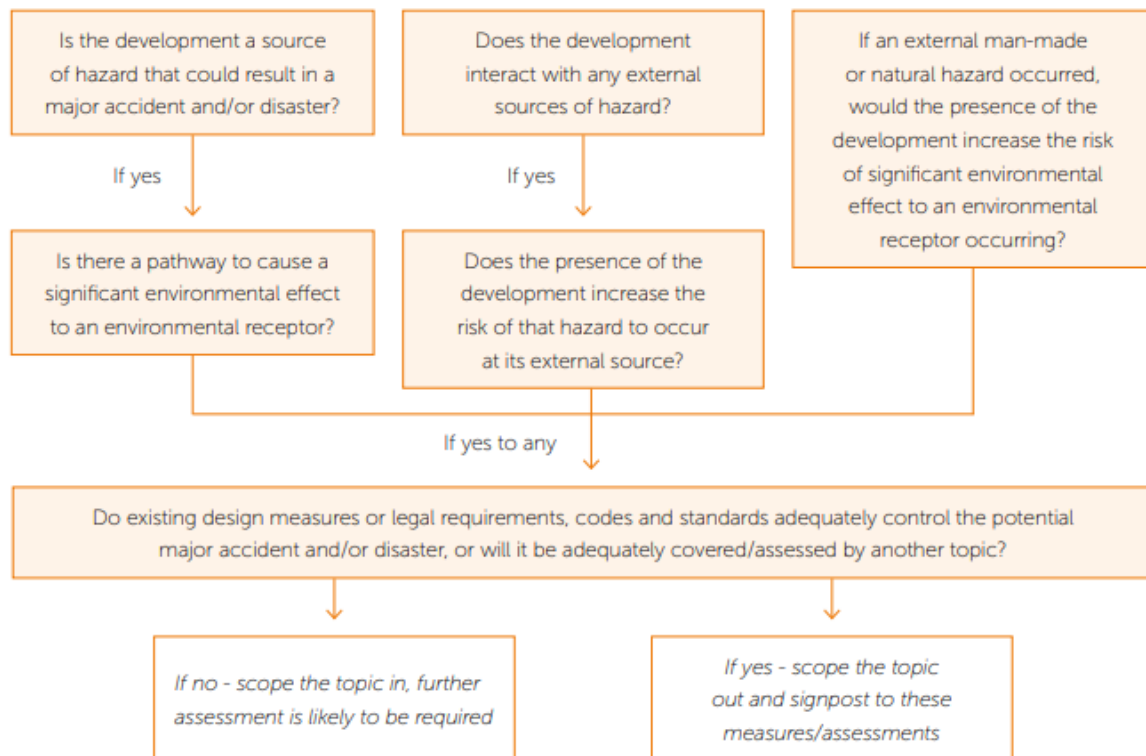 Is the development a source
of hazard that could result in a
major accident and/or disaster?
Does the development
interact with any external
sources of hazard?
If an external man-made
or natural hazard occurred,
would the presence of the
development increase the risk
of significant environmental
effect to an environmental
receptor occurring?
If yes
If yes
Is there a pathway to cause a
significant environmental effect
to an environmental receptor?
Does the presence of the
development increase the
risk of that hazard to occur
at its external source?
If yes to any
Do existing design measures or legal requirements, codes and standards adequately control the potential
major accident and/or disaster, or will it be adequately covered/assessed by another topic?
If no - scope the topic in, further
assessment is likely to be required
If yes - scope the topic
out and signpost to these
measures/assessments